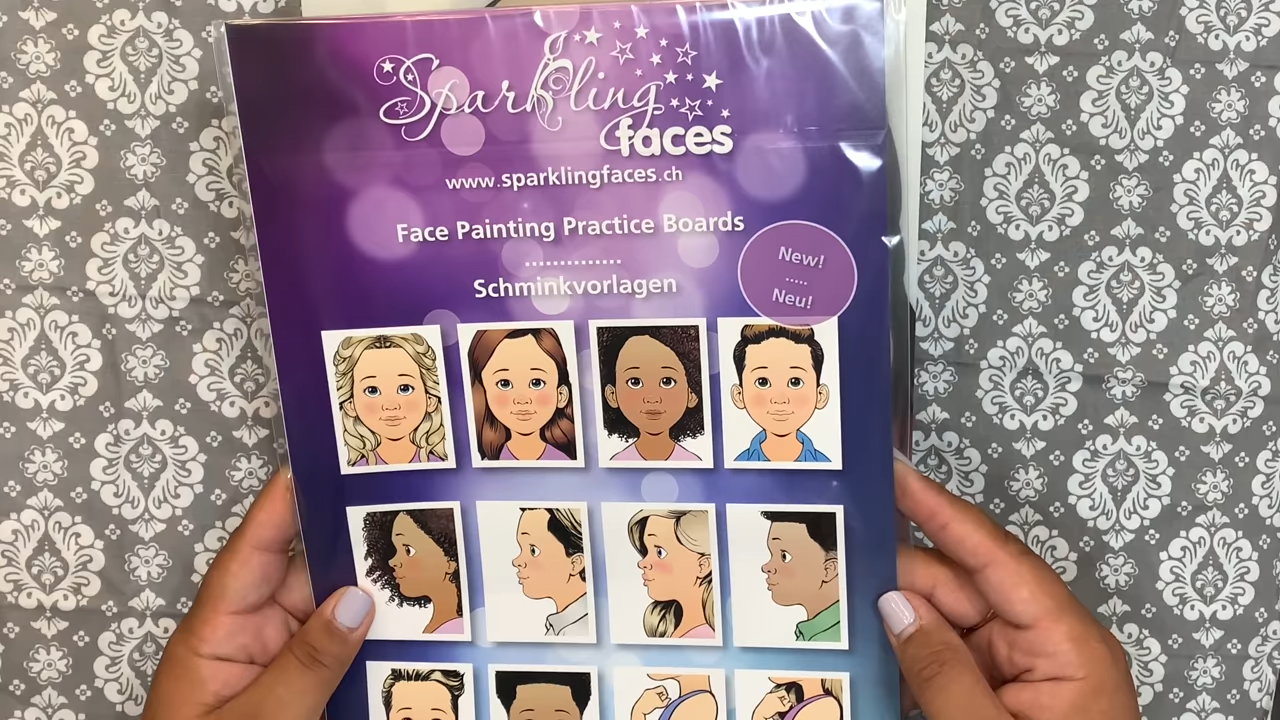 Sparkling
faces
www.sparklingfaces.ch
Face Painting Practice Boards
..............
Schminkvorlagen
New!
.....
Neu!